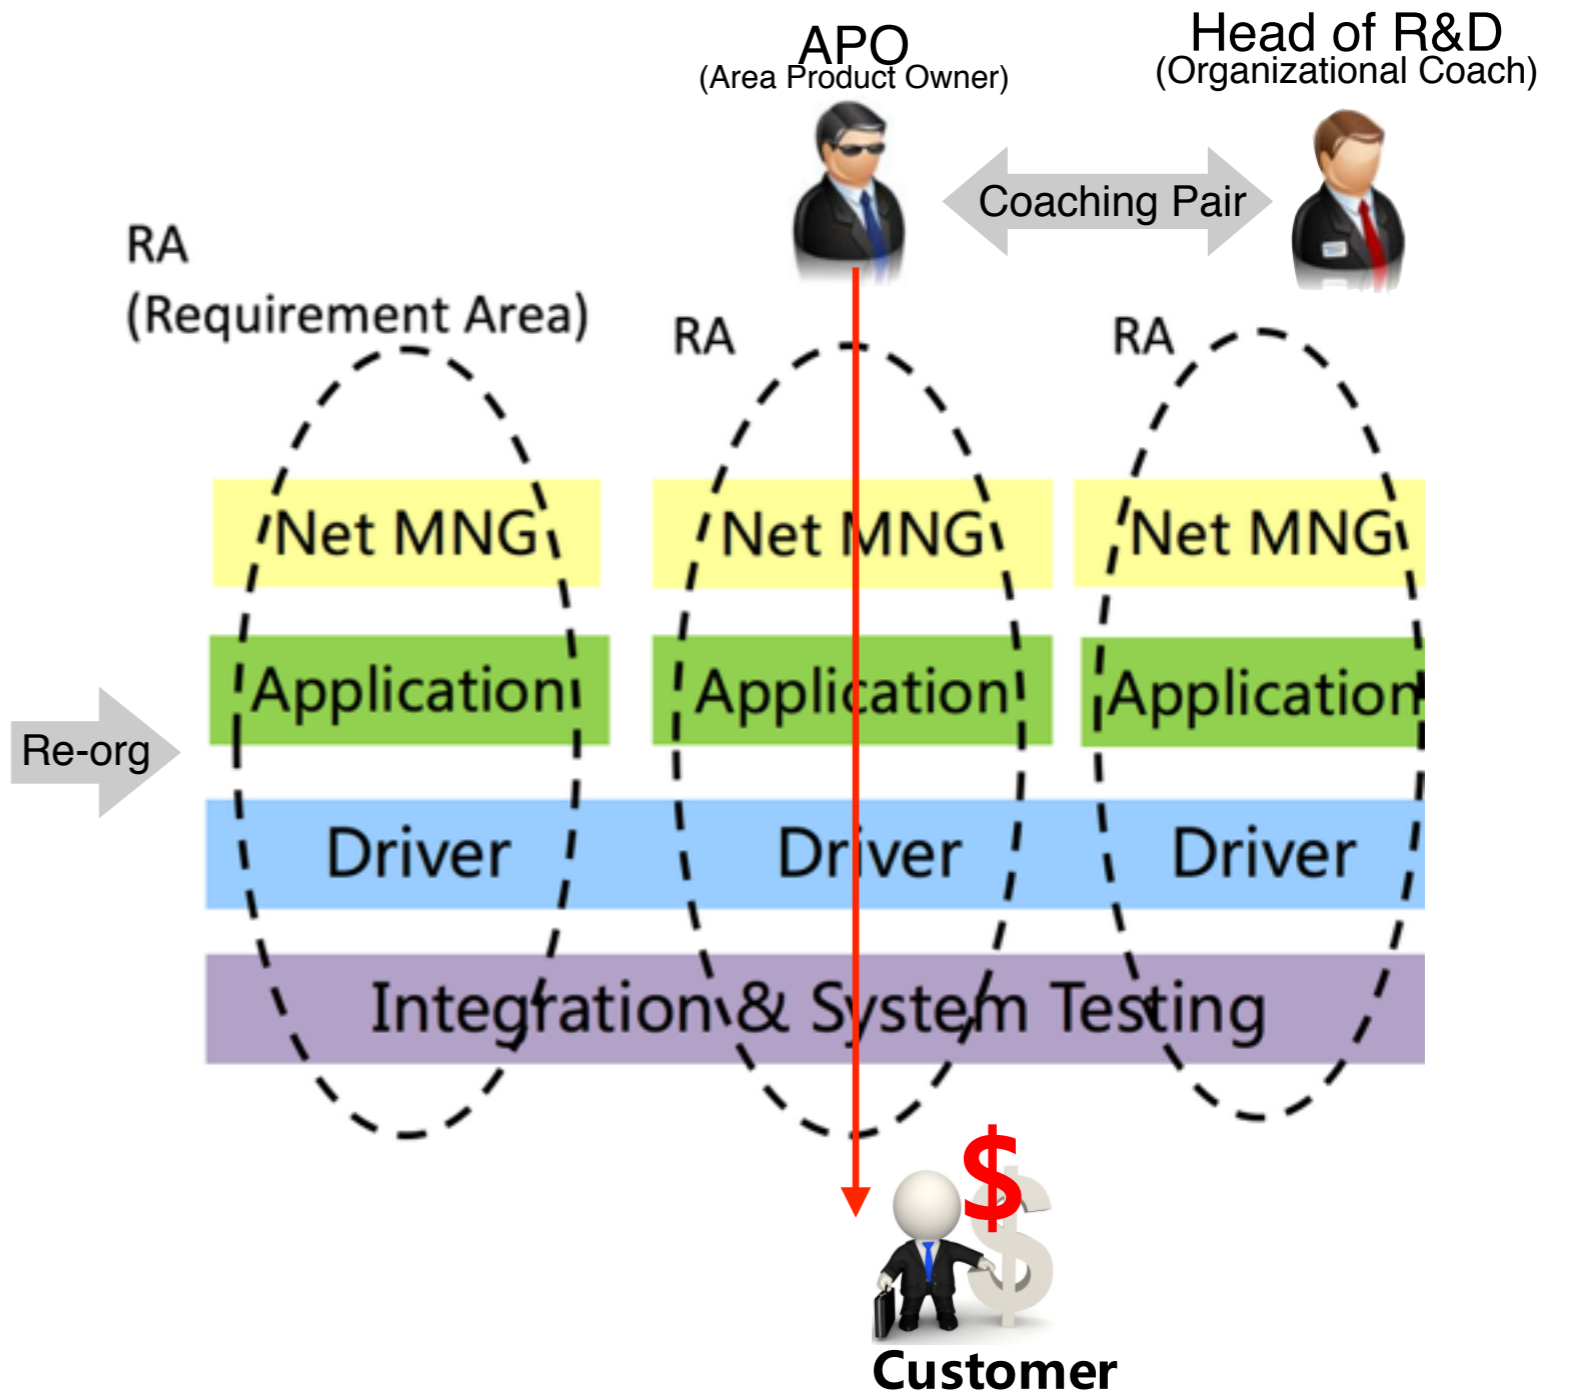 APO
(Area Product Owner)
Head of R&D
(Organizational Coach)
Coaching Pair
RA
(Requirement Area)
RA
RA
Net MNG
Net MNG
Net MNG
Application
Application
Application
Re-org
Driver
Driver
Driver
Integration & System Testing
$
$
Customer